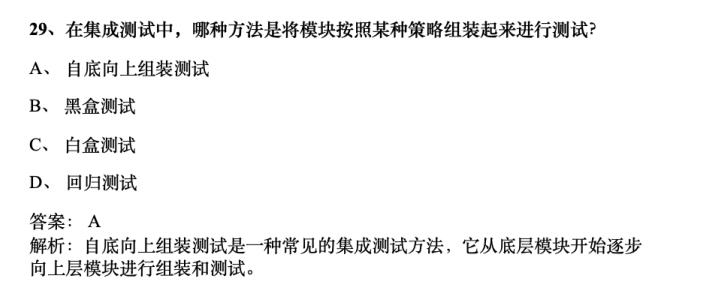 29、在集成测试中，哪种方法是将模块按照某种策略组装起来进行测试?
A、 自底向上组装测试
B、 黑盒测试
C、 白盒测试
D、 回归测试
答案： A
解析：自底向上组装测试是一种常见的集成测试方法，它从底层模块开始逐步
向上层模块进行组装和测试。